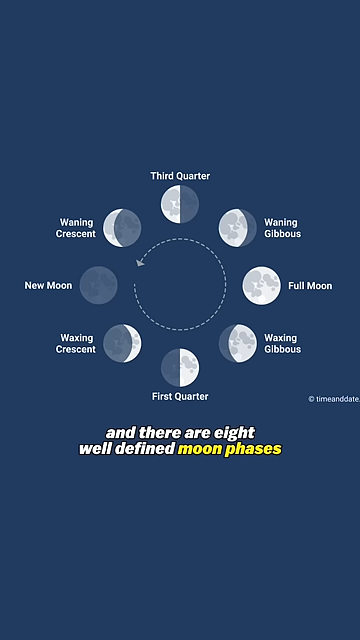 Third Quarter
Waning
Crescent
Waning
Gibbous
New Moon
Full Moon
Waxing
Crescent
Waxing
Gibbous
First Quarter
© timeanddate.
and there are eight
well defined moon phases